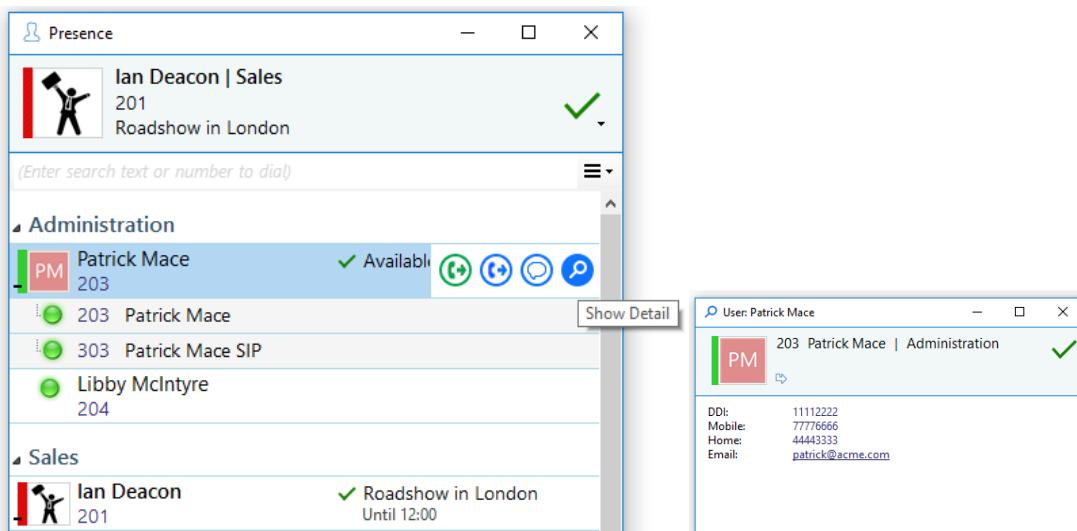 Presence
Ian Deacon | Sales
201
Roadshow in London
(Enter search text or number to dial)
Administration
PM
Patrick Mace
Available
203
Show Detail
203 Patrick Mace
303 Patrick Mace SIP
Libby McIntyre
204
Sales
Ian Deacon
Roadshow in London
201
Until 12:00
User: Patrick Mace
PM
203 Patrick Mace | Administration
DDI: 11112222
Mobile: 77776666
Home: 44443333
Email: patrick@acme.com